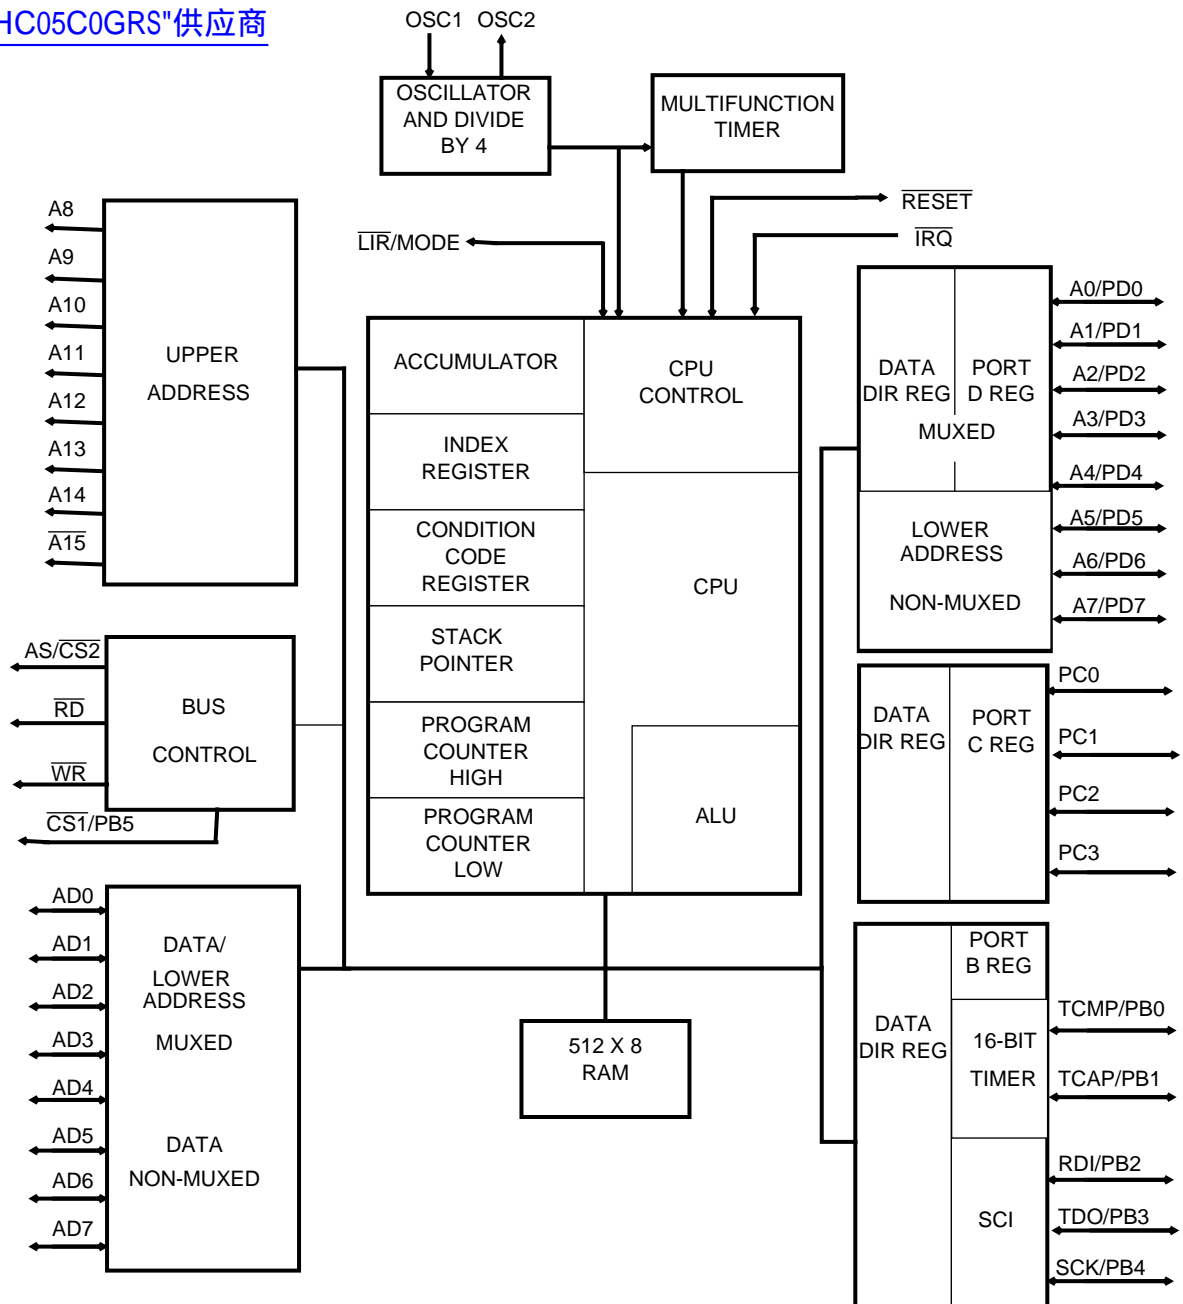 HC05C0GRS"供应商
OSC1 OSC2
OSCILLATOR
AND DIVIDE
BY 4
MULTIFUNCTION
TIMER
RESET
LIR/MODE
IRQ
A8
A9
A10
A11
A12
A13
A14
A15
UPPER
ADDRESS
AS/CS2
RD
WR
CS1/PB5
BUS
CONTROL
AD0
AD1
AD2
AD3
AD4
AD5
AD6
AD7
DATA/
LOWER
ADDRESS
MUXED
DATA
NON-MUXED
ACCUMULATOR
INDEX
REGISTER
CONDITION
CODE
REGISTER
STACK
POINTER
PROGRAM
COUNTER
HIGH
PROGRAM
COUNTER
LOW
CPU
CONTROL
CPU
ALU
512 X 8
RAM
DATA
DIR REG
PORT
D REG
MUXED
LOWER
ADDRESS
NON-MUXED
A0/PD0
A1/PD1
A2/PD2
A3/PD3
A4/PD4
A5/PD5
A6/PD6
A7/PD7
DATA
DIR REG
PORT
C REG
PC0
PC1
PC2
PC3
DATA
DIR REG
PORT
B REG
16-BIT
TIMER
SCI
TCMP/PB0
TCAP/PB1
RDI/PB2
TDO/PB3
SCK/PB4